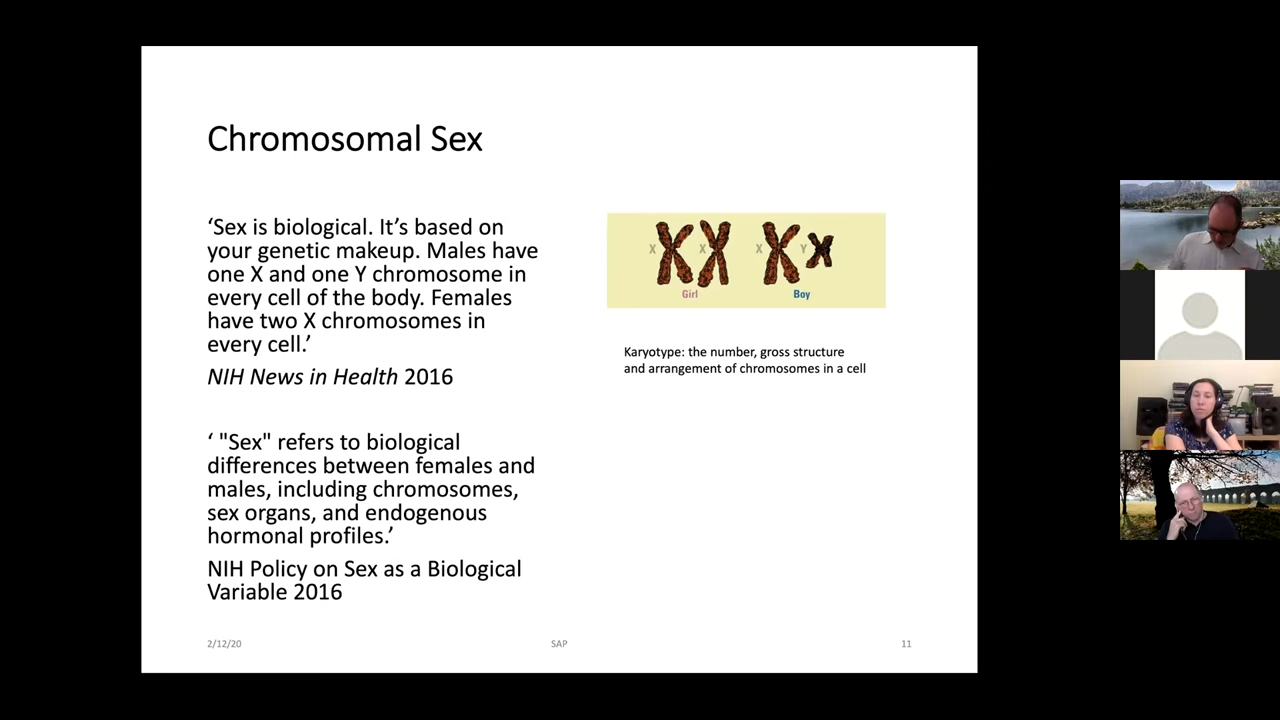 Chromosomal Sex
‘Sex is biological. It’s based on
your genetic makeup. Males have
one X and one Y chromosome in
every cell of the body. Females
have two X chromosomes in
every cell.’
NIH News in Health 2016
‘ "Sex" refers to biological
differences between females and
males, including chromosomes,
sex organs, and endogenous
hormonal profiles.’
NIH Policy on Sex as a Biological
Variable 2016
X X X Y
Girl Boy
Karyotype: the number, gross structure
and arrangement of chromosomes in a cell
2/12/20 SAP 11